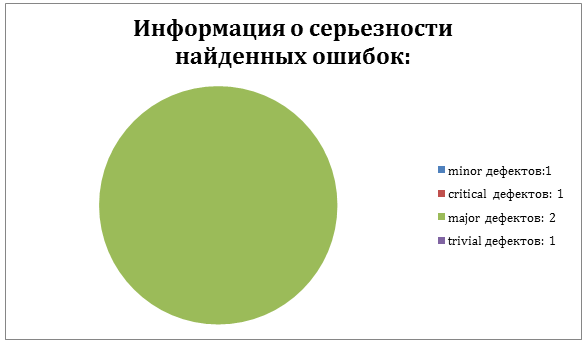 Информация о серьезности
найденных ошибок:
minor дефектов:1
critical дефектов: 1
major дефектов: 2
trivial дефектов: 1